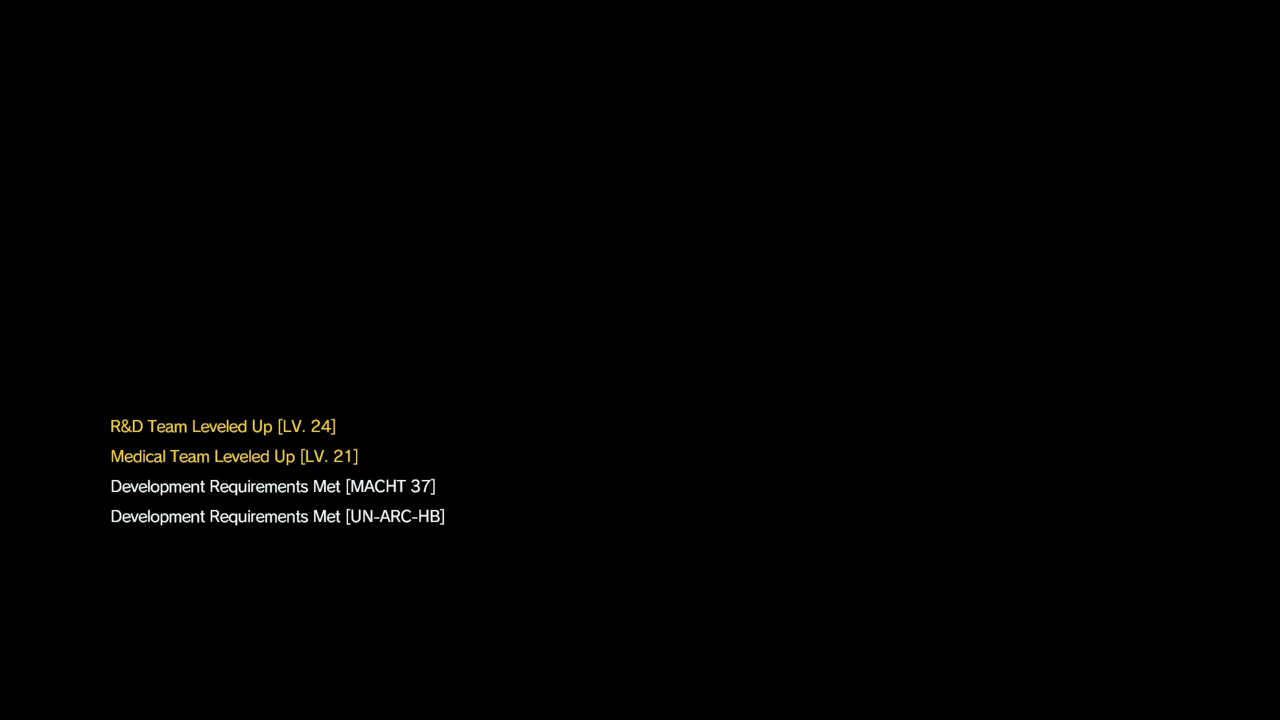 R&D Team Leveled Up [LV. 24]
Medical Team Leveled Up [LV. 21]
Development Requirements Met [MACHT 37]
Development Requirements Met [UN-ARC-HB]